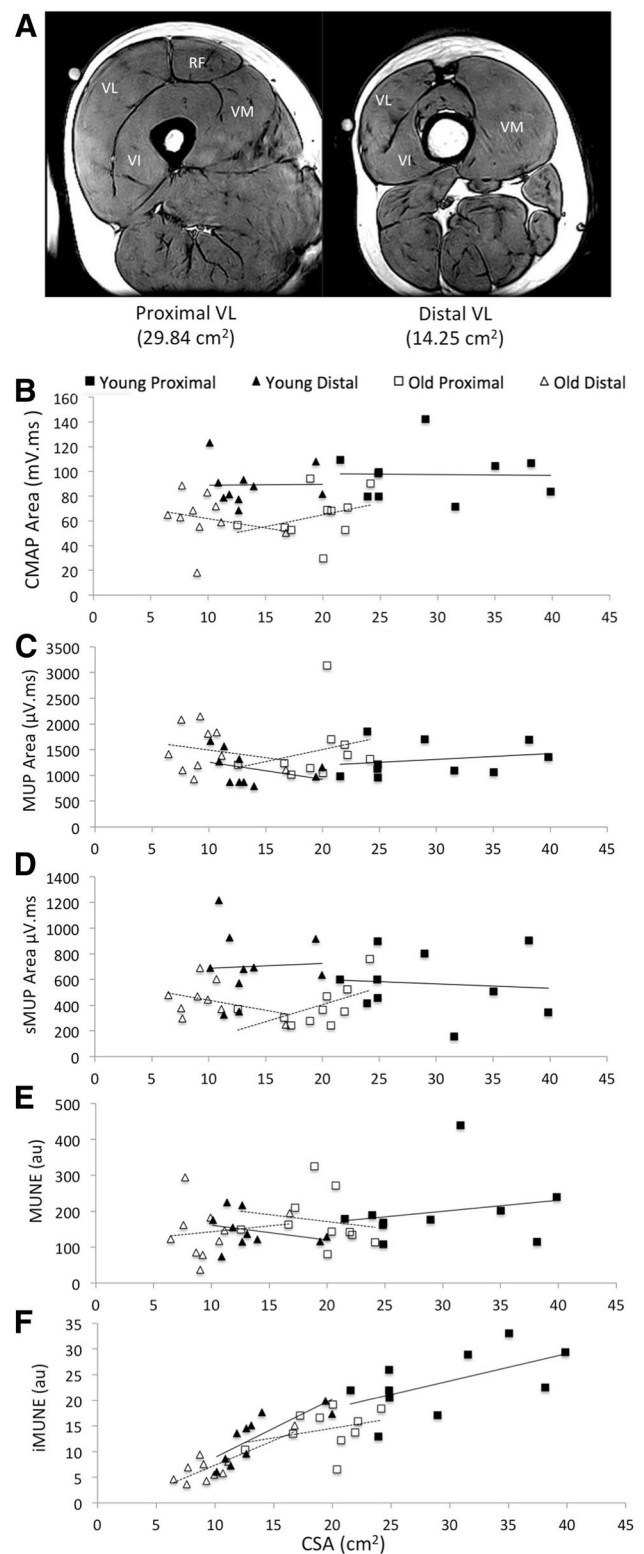 A
VL
RF
VM
VI
VL
VM
VI
Proximal VL
(29.84 cm²)
Distal VL
(14.25 cm²)
B
■ Young Proximal ▲ Young Distal □ Old Proximal △ Old Distal
CMAP Area (mV.ms )
160
140
120
100
80
60
40
20
0
0 5 10 15 20 25 30 35 40 45
C
MUP Area (μV.ms)
3500
3000
2500
2000
1500
1000
500
0
0 5 10 15 20 25 30 35 40 45
D
sMUP Area μV.ms
1400
1200
1000
800
600
400
200
0
0 5 10 15 20 25 30 35 40 45
E
MUNE (au)
500
400
300
200
100
0
0 5 10 15 20 25 30 35 40 45
F
iMUNE (au)
35
30
25
20
15
10
5
0
0 5 10 15 20 25 30 35 40 45
CSA (cm²)